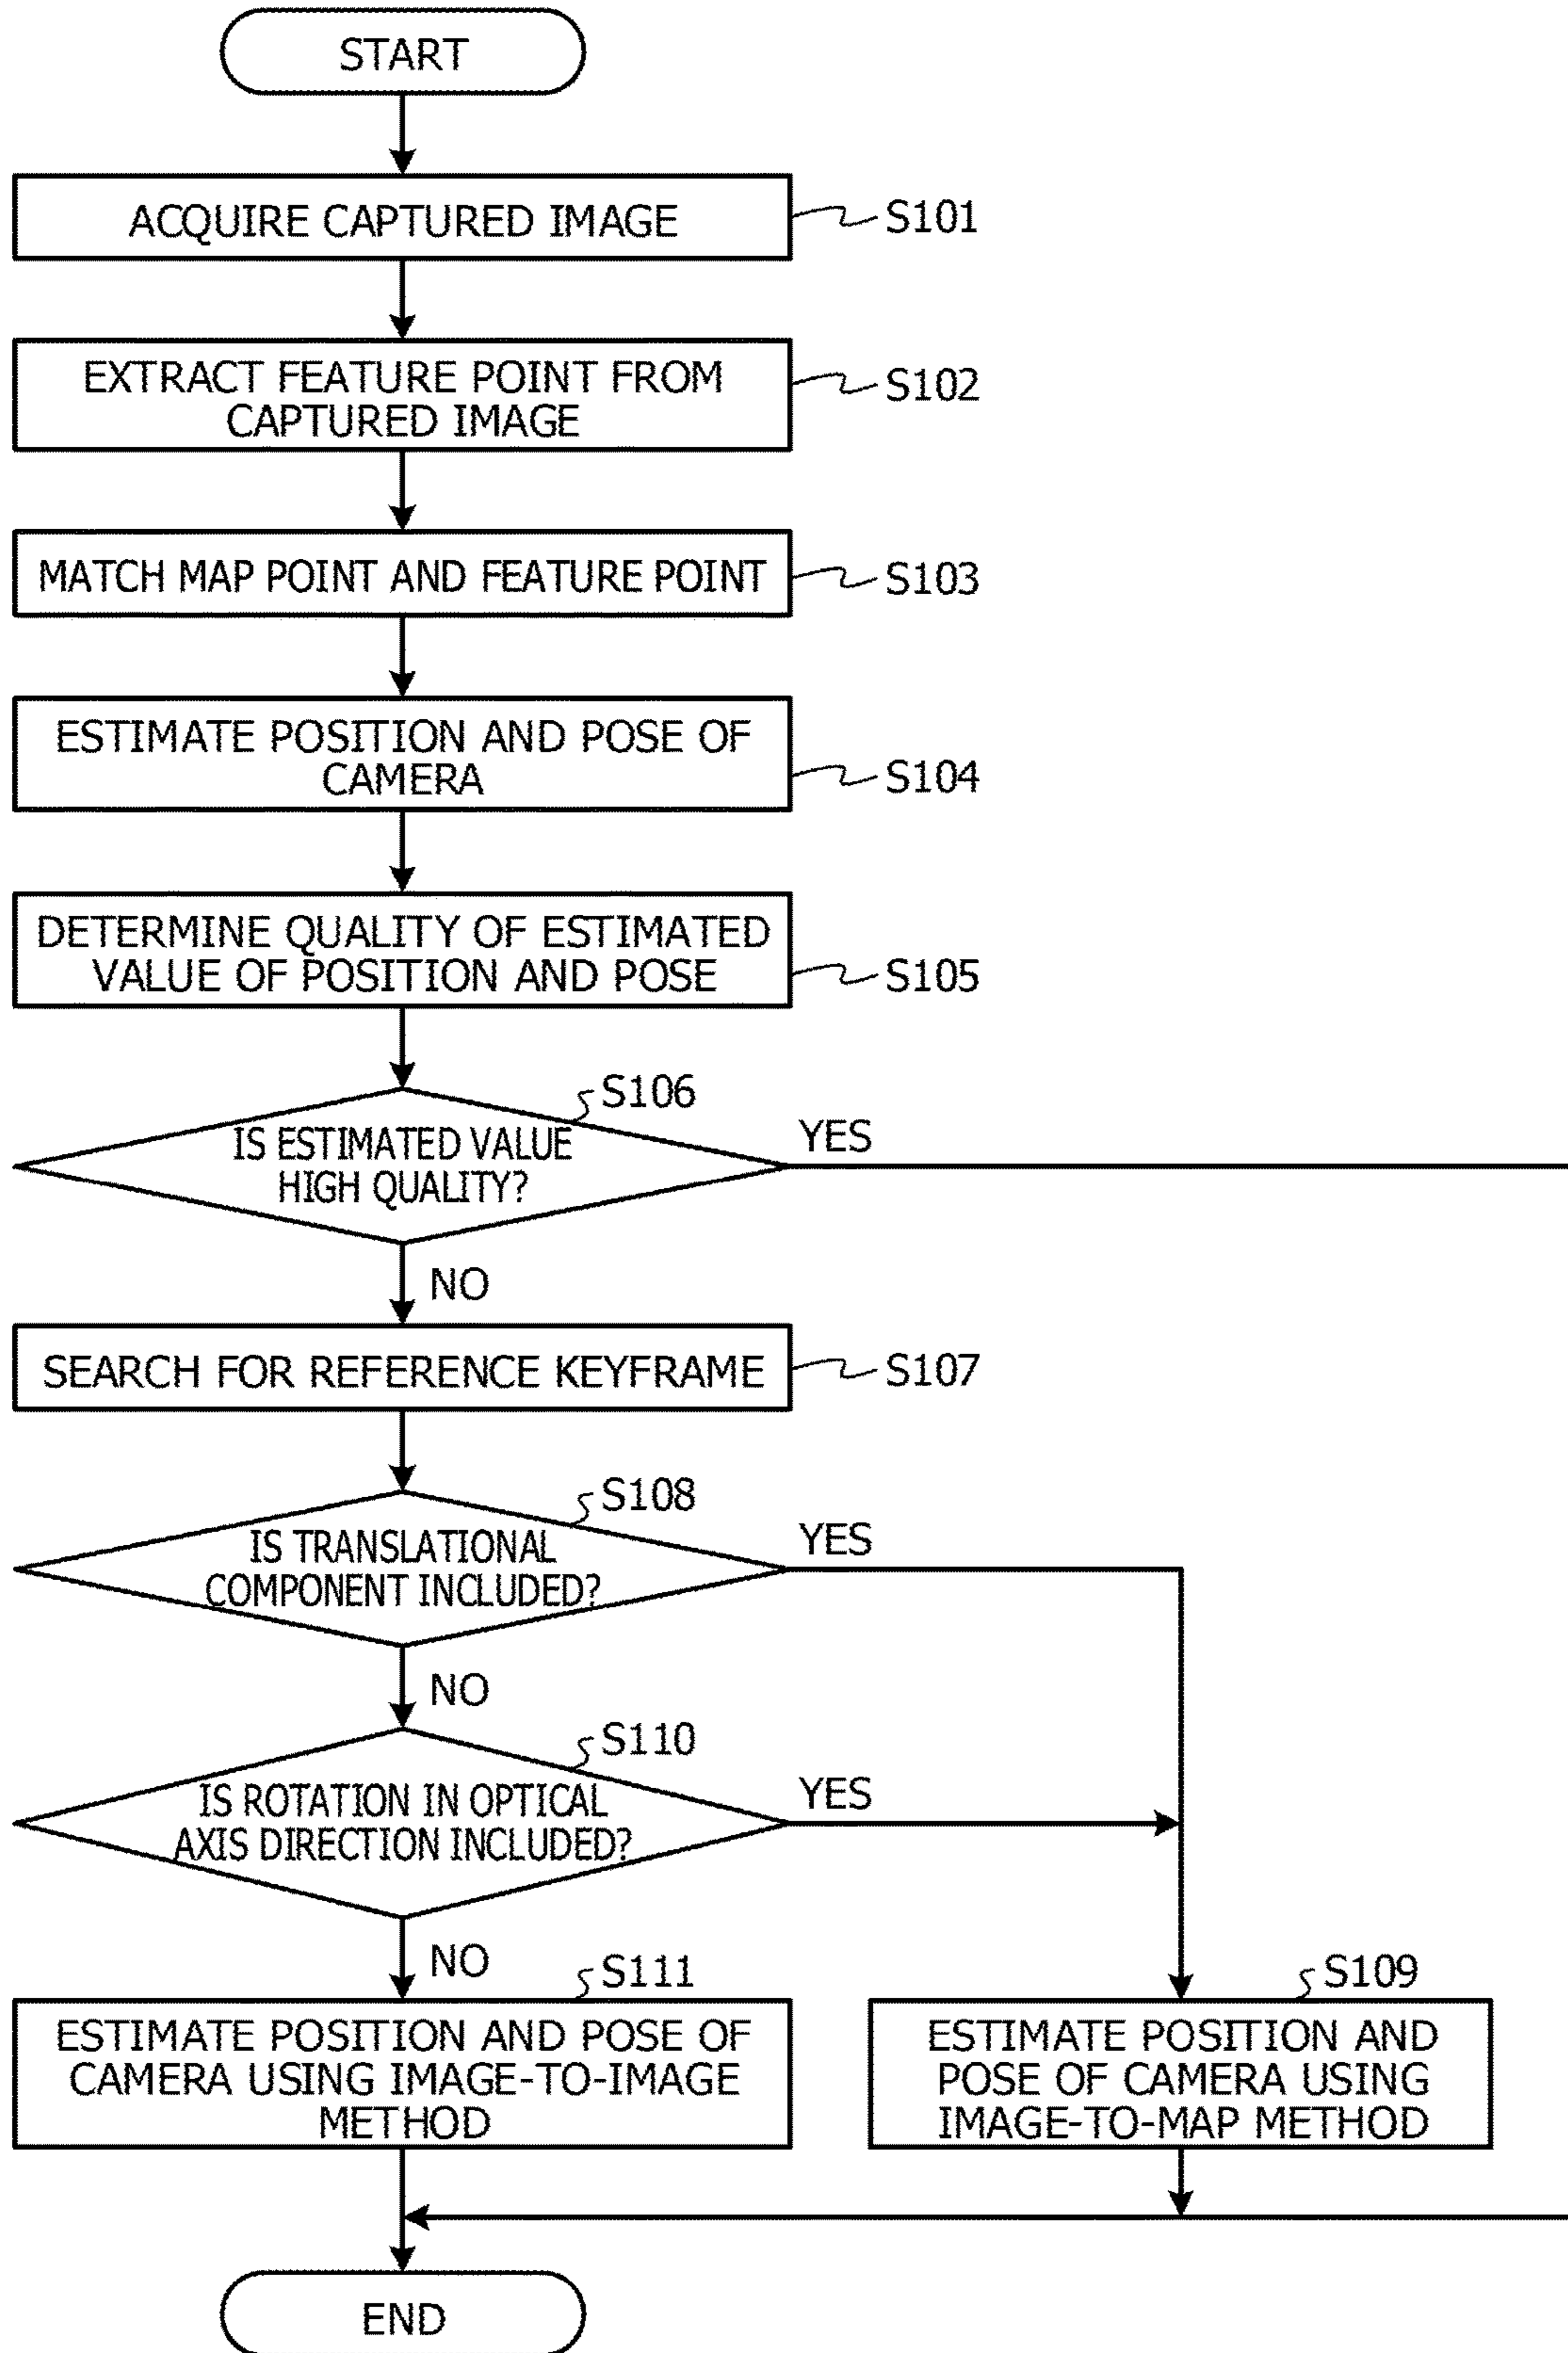 START
ACQUIRE CAPTURED IMAGE
S101
EXTRACT FEATURE POINT FROM
CAPTURED IMAGE
S102
MATCH MAP POINT AND FEATURE POINT
S103
ESTIMATE POSITION AND POSE OF
CAMERA
S104
DETERMINE QUALITY OF ESTIMATED
VALUE OF POSITION AND POSE
S105
S106
IS ESTIMATED VALUE
HIGH QUALITY?
YES
NO
SEARCH FOR REFERENCE KEYFRAME
S107
S108
IS TRANSLATIONAL
COMPONENT INCLUDED?
YES
NO
S110
IS ROTATION IN OPTICAL
AXIS DIRECTION INCLUDED?
YES
NO
S111
ESTIMATE POSITION AND POSE OF
CAMERA USING IMAGE-TO-IMAGE
METHOD
S109
ESTIMATE POSITION AND
POSE OF CAMERA USING
IMAGE-TO-MAP METHOD
END